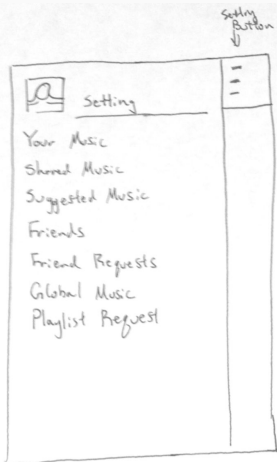 Setting
Button
Setting
Your Music
Shared Music
Suggested Music
Friends
Friend Requests
Global Music
Playlist Request